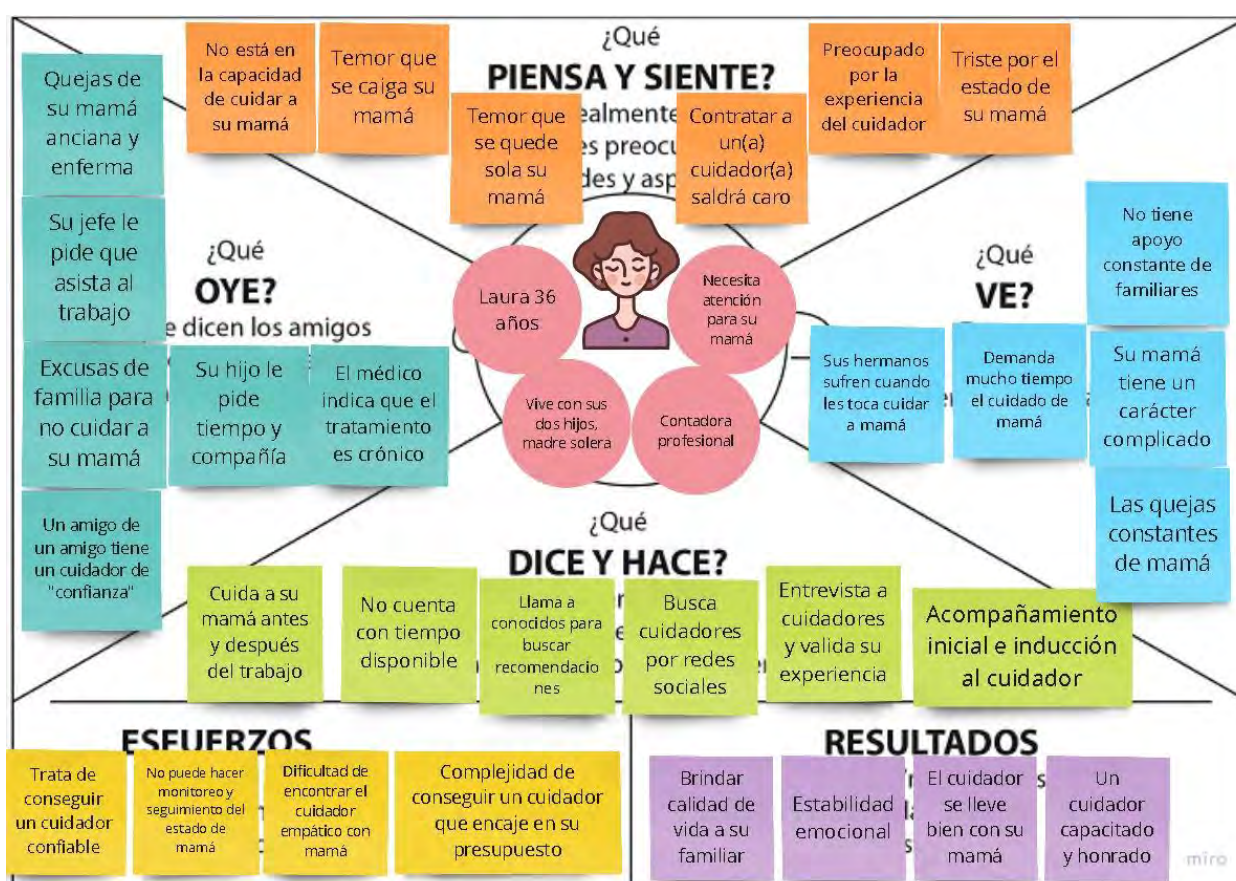 ¿Qué
PIENSA Y SIENTE?
No está en
la capacidad
de cuidar a
su mamá
Temor que
se caiga su
mamá
Temor que
se quede
sola su
mamá
Contratar a
un(a)
cuidador(a)
saldrá caro
Preocupado
por la
experiencia
del cuidador
Triste por el
estado de
su mamá
Quejas de
su mamá
anciana y
enferma
Su jefe le
pide que
asista al
trabajo
¿Qué
OYE?
dicen los amigos
Excusas de
familia para
no cuidar a
su mamá
Su hijo le
pide
tiempo y
compañía
El médico
indica que el
tratamiento
es crónico
Un amigo de
un amigo tiene
un cuidador de
"confianza"
Laura 36
años
Necesita
atención
para su
mamá
Vive con sus
dos hijos,
madre solera
Contadora
profesional
¿Qué
VE?
No tiene
apoyo
constante de
familiares
Sus hermanos
sufren cuando
les toca cuidar
a mamá
Demanda
mucho tiempo
el cuidado de
mamá
Su mamá
tiene un
carácter
complicado
Las quejas
constantes
de mamá
¿Qué
DICE Y HACE?
Cuida a su
mamá antes
y después
del trabajo
No cuenta
con tiempo
disponible
Llama a
conocidos para
buscar
recomendacio
nes
Busca
cuidadores
por redes
sociales
Entrevista a
cuidadores
y valida su
experiencia
Acompañamiento
inicial e inducción
al cuidador
ESFUERZOS
Trata de
conseguir
un cuidador
confiable
No puede hacer
monitoreo y
seguimiento del
estado de
mamá
Dificultad de
encontrar el
cuidador
empático con
mamá
Complejidad de
conseguir un cuidador
que encaje en su
presupuesto
RESULTADOS
Brindar
calidad de
vida a su
familiar
Estabilidad
emocional
El cuidador
se lleve
bien con su
mamá
Un
cuidador
capacitado
y honrado
miro